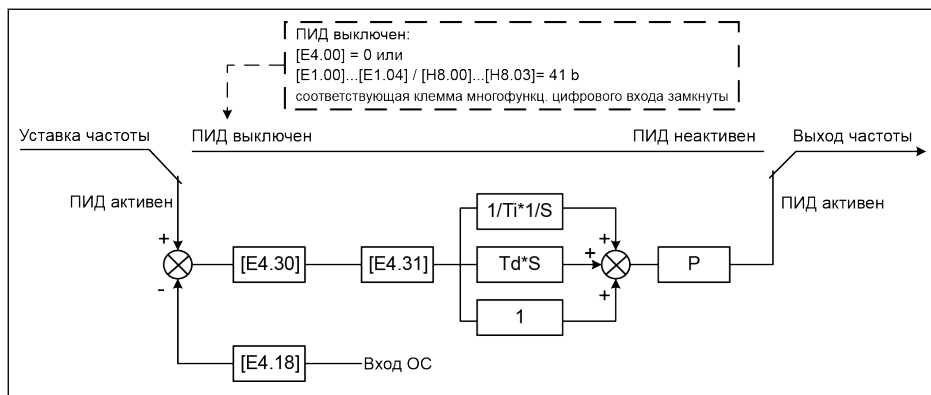 ПИД выключен:
[E4.00] = 0 или
[E1.00]...[E1.04] / [H8.00]...[H8.03]= 41 b
соответствующая клемма многофункц. цифрового входа замкнуты
Уставка частоты
ПИД выключен
ПИД неактивен
Выход частоты
ПИД активен
ПИД активен
+
-
[E4.30]
[E4.31]
1/Ti*1/S
Td*S
1
+
+
+
P
[E4.18]
Вход ОС